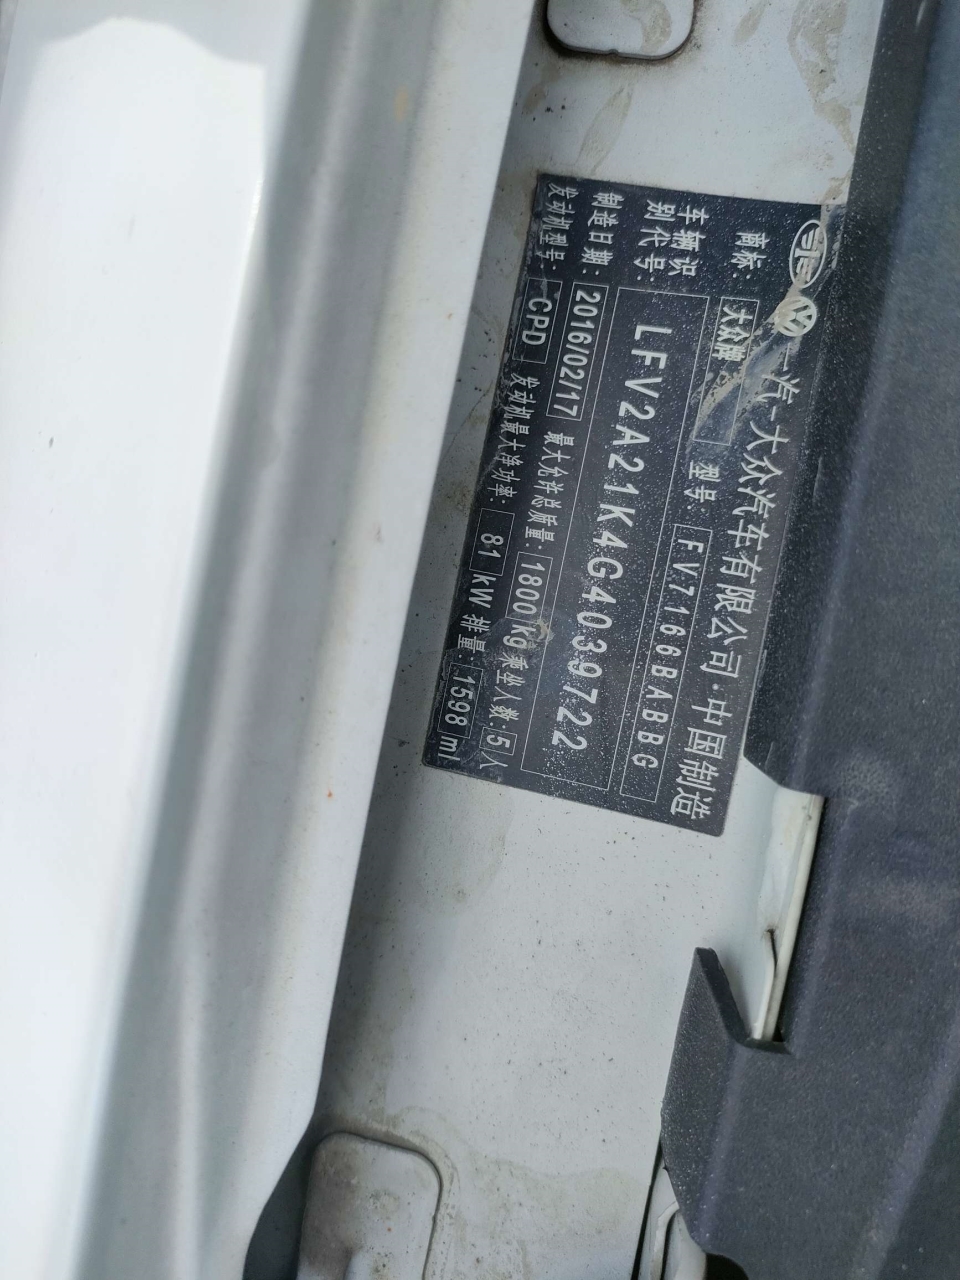 一汽-大众汽车有限公司·中国制造
商标: 大众牌 型号: FV7166BABBG
车辆识别代号: LFV2A21K4G4039722
制造日期: 2016/02/17 最大允许总质量: 1800 kg 乘坐人数: 5 人
发动机型号: CPD 发动机最大净功率: 81 kW 排量: 1598 ml